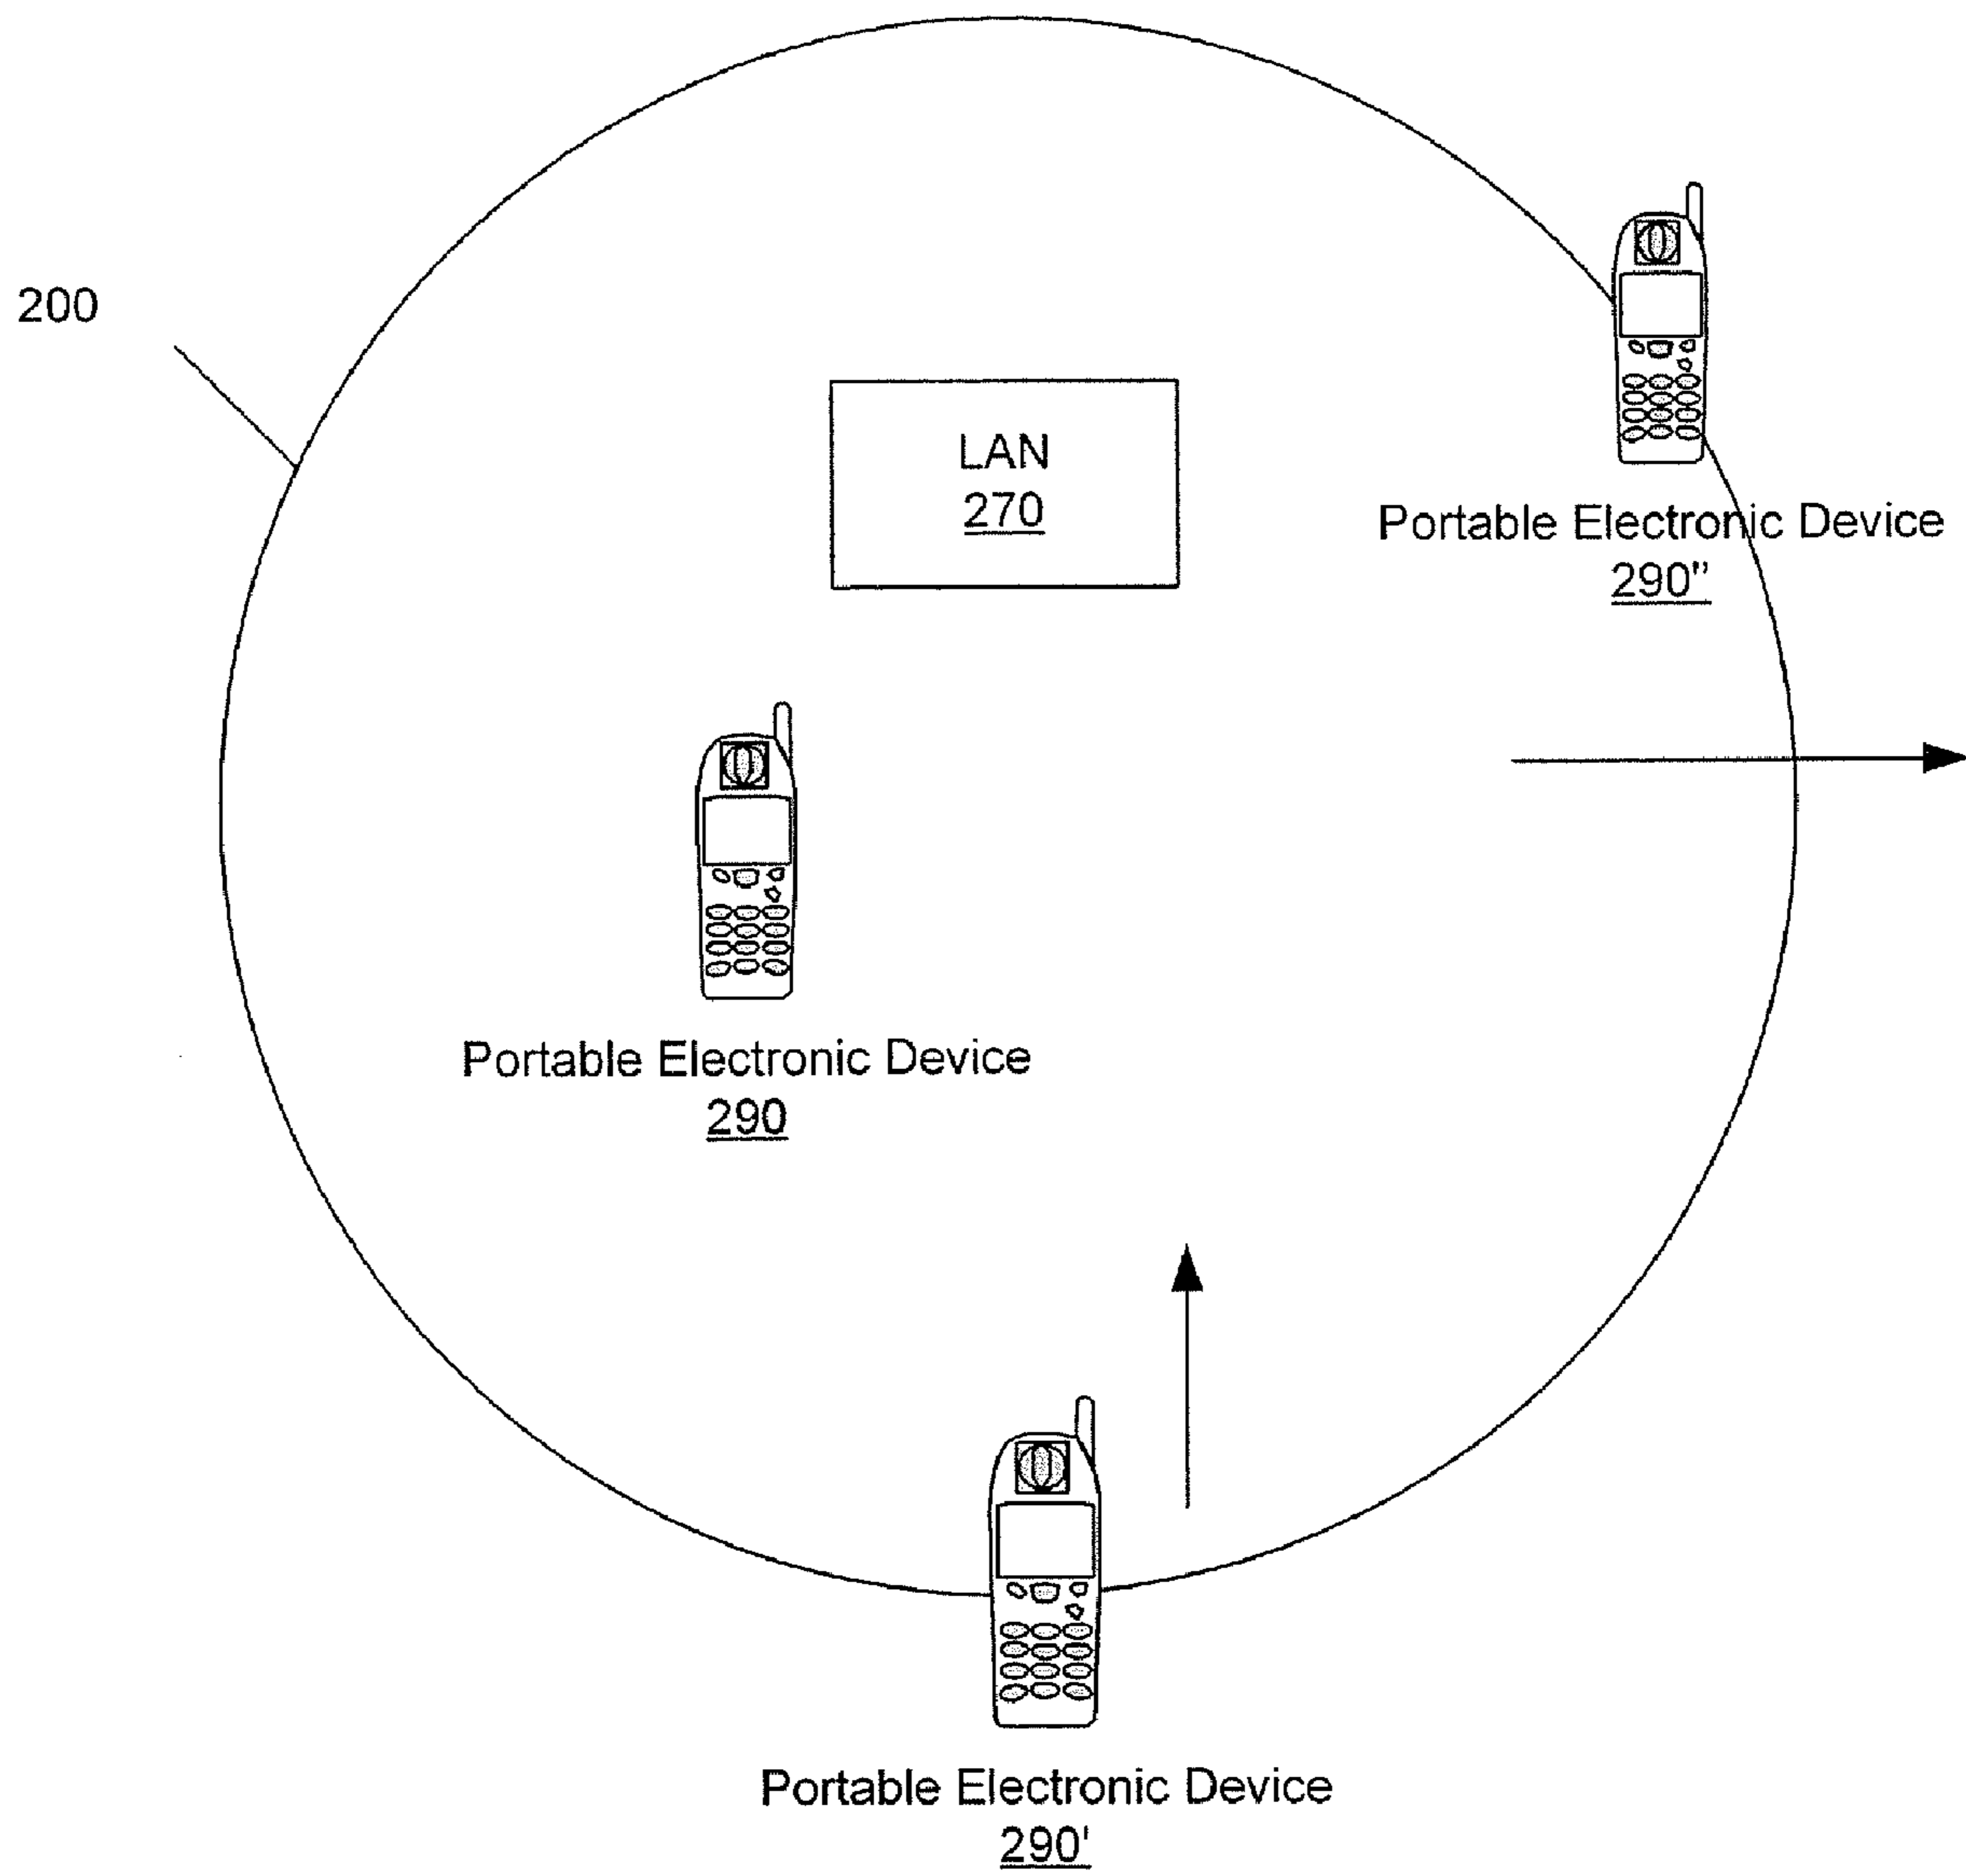 200
LAN
270
Portable Electronic Device
290"
Portable Electronic Device
290
Portable Electronic Device
290'